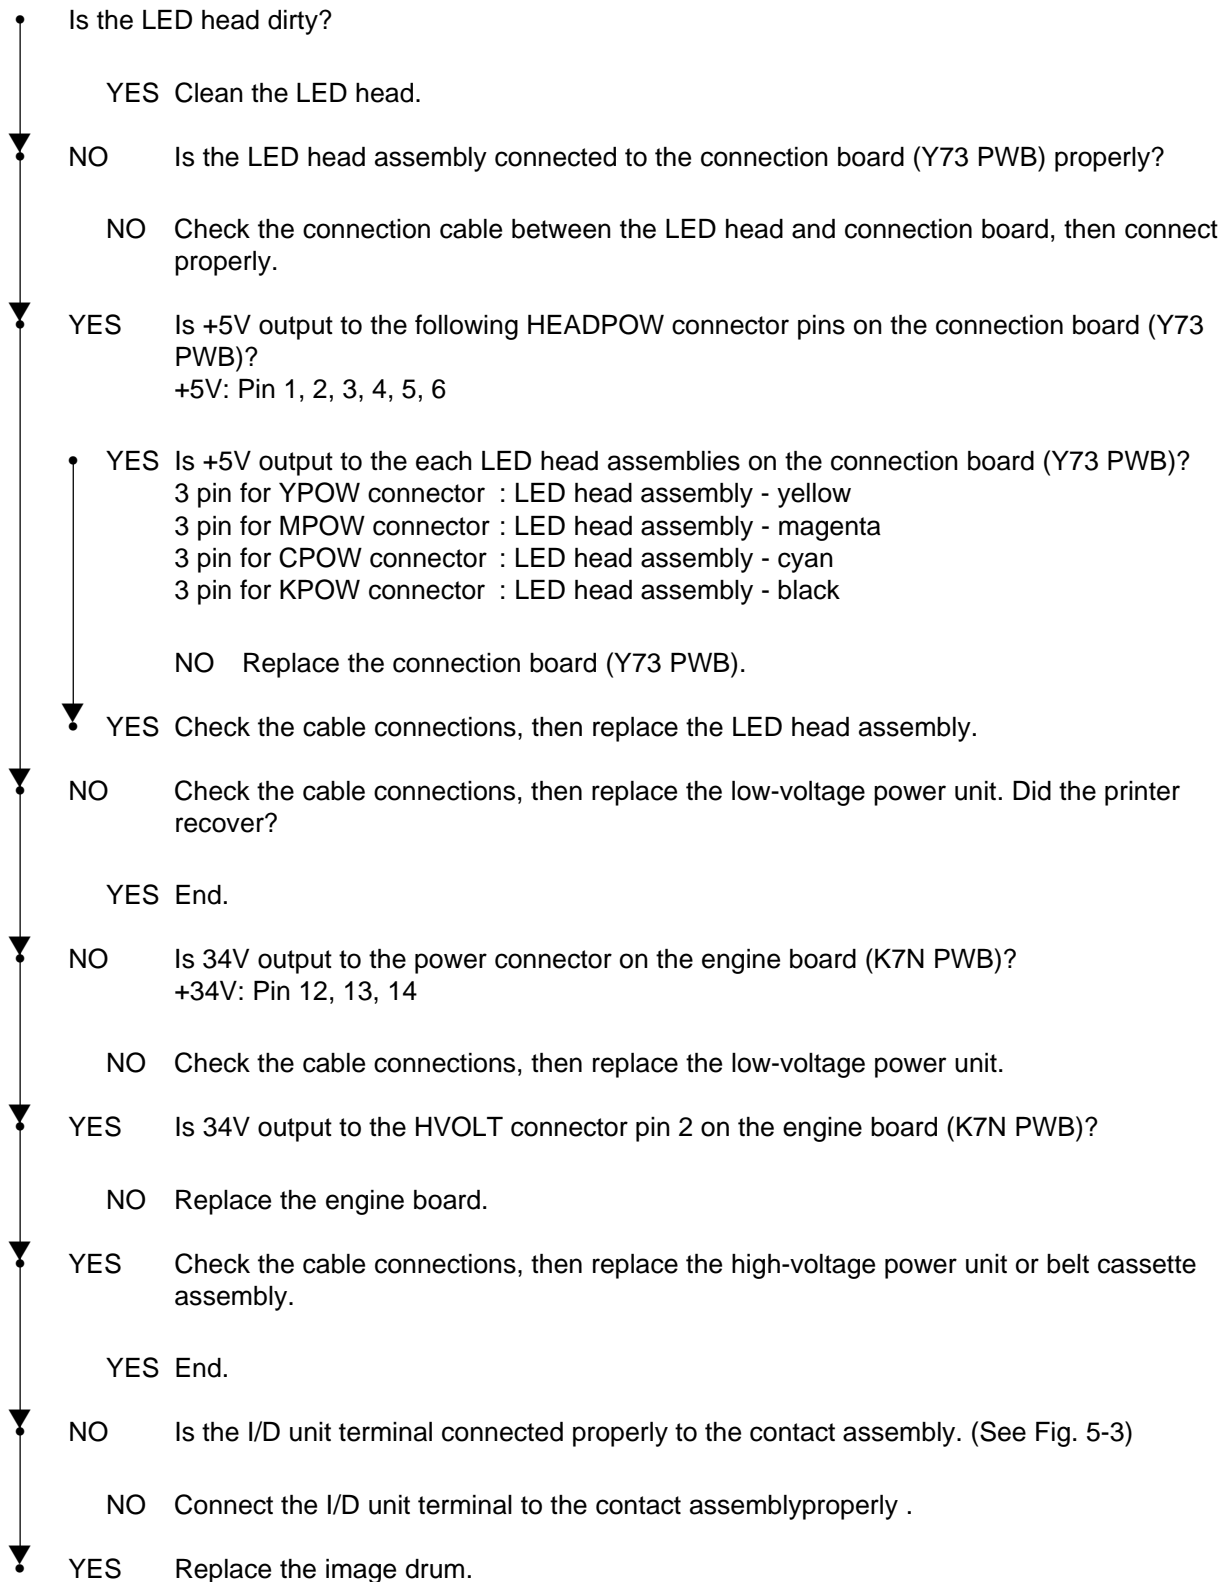 Is the LED head dirty?
YES Clean the LED head.
NO Is the LED head assembly connected to the connection board (Y73 PWB) properly?
NO Check the connection cable between the LED head and connection board, then connect
properly.
YES Is +5V output to the following HEADPOW connector pins on the connection board (Y73
PWB)?
+5V: Pin 1, 2, 3, 4, 5, 6
YES Is +5V output to the each LED head assemblies on the connection board (Y73 PWB)?
3 pin for YPOW connector : LED head assembly - yellow
3 pin for MPOW connector : LED head assembly - magenta
3 pin for CPOW connector : LED head assembly - cyan
3 pin for KPOW connector : LED head assembly - black
NO Replace the connection board (Y73 PWB).
YES Check the cable connections, then replace the LED head assembly.
NO Check the cable connections, then replace the low-voltage power unit. Did the printer
recover?
YES End.
NO Is 34V output to the power connector on the engine board (K7N PWB)?
+34V: Pin 12, 13, 14
NO Check the cable connections, then replace the low-voltage power unit.
YES Is 34V output to the HVOLT connector pin 2 on the engine board (K7N PWB)?
NO Replace the engine board.
YES Check the cable connections, then replace the high-voltage power unit or belt cassette
assembly.
YES End.
NO Is the I/D unit terminal connected properly to the contact assembly. (See Fig. 5-3)
NO Connect the I/D unit terminal to the contact assemblyproperly .
YES Replace the image drum.